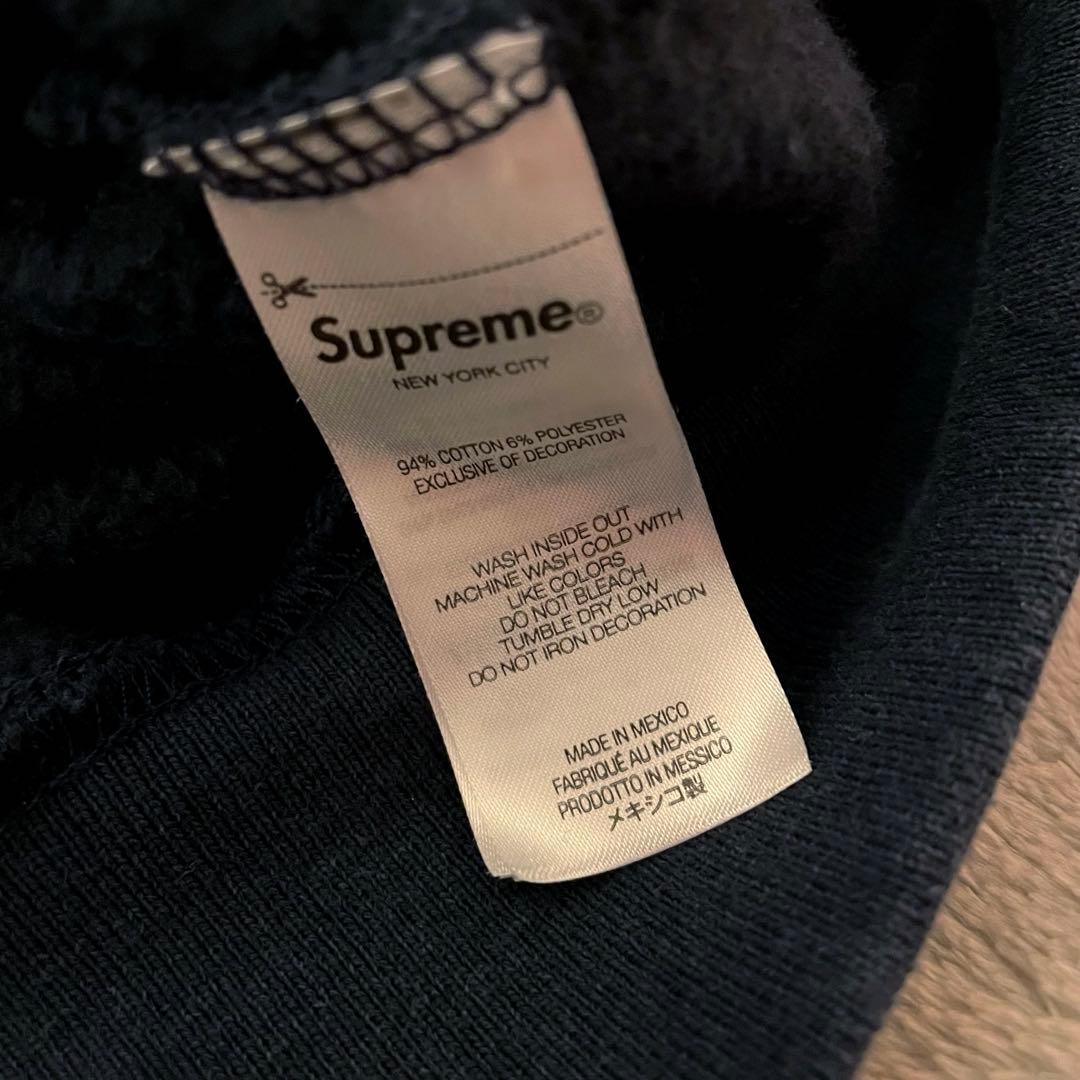 Supreme®
NEW YORK CITY
94% COTTON 6% POLYESTER
EXCLUSIVE OF DECORATION
WASH INSIDE OUT
MACHINE WASH COLD WITH
LIKE COLORS
DO NOT BLEACH
TUMBLE DRY LOW
DO NOT IRON DECORATION
MADE IN MEXICO
FABRIQUÉ AU MEXIQUE
PRODOTTO IN MESSICO
メキシコ製